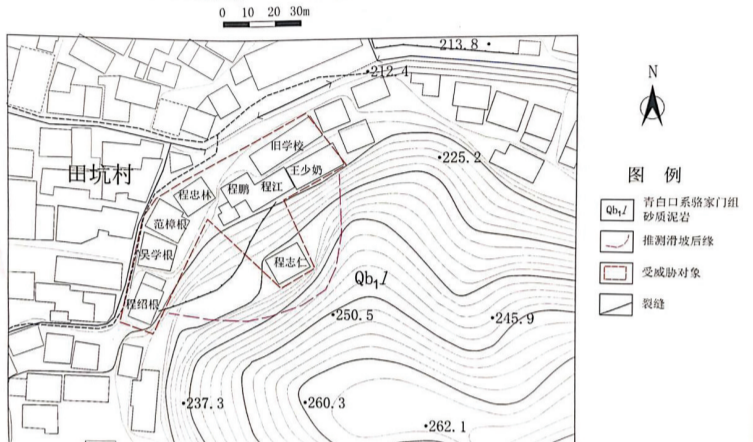 0 10 20 30m
213.8
212.4
N
旧学校
225.2
王少奶
田坑村
程鹏
程江
程忠林
范樟根
吴学根
程志仁
程绍根
Qb₁l
250.5
245.9
237.3
260.3
262.1
图 例
Qb₁l
青白口系骆家门组
砂质泥岩
推测滑坡后缘
受威胁对象
裂缝